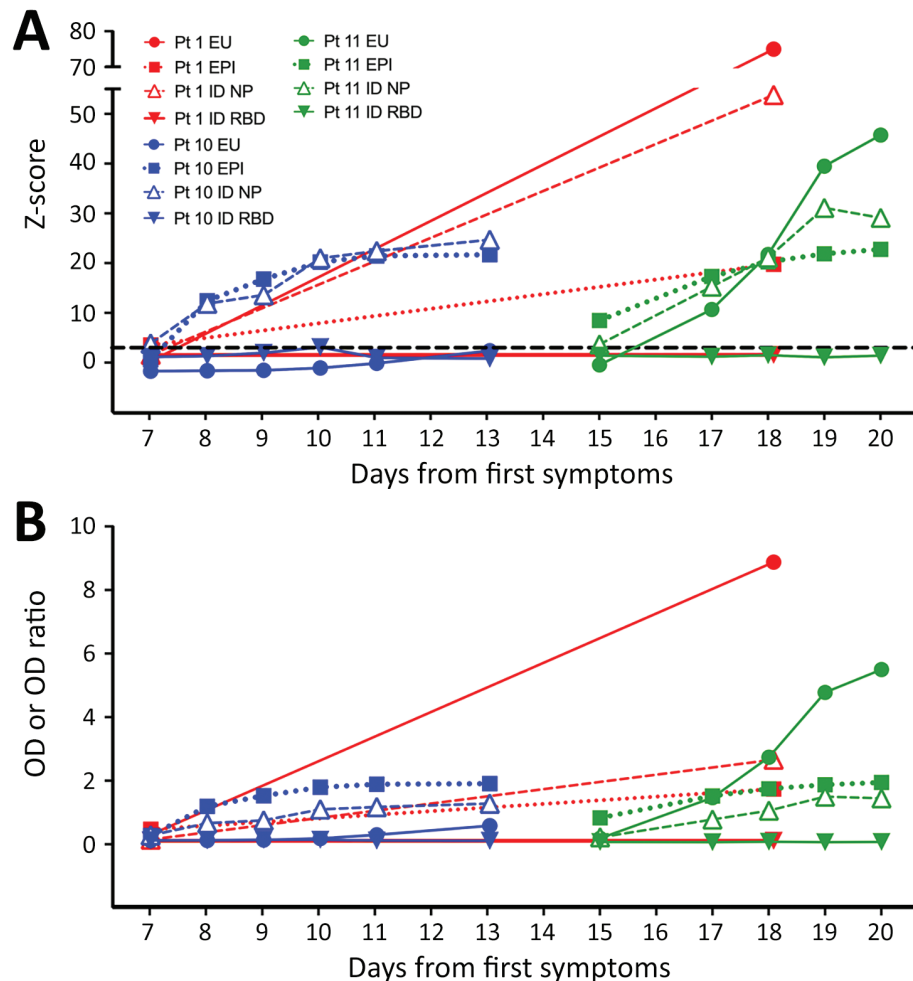 A
80
70
50
40
30
20
10
0
Z-score
Pt 1 EU
Pt 1 EPI
Pt 1 ID NP
Pt 1 ID RBD
Pt 10 EU
Pt 10 EPI
Pt 10 ID NP
Pt 10 ID RBD
Pt 11 EU
Pt 11 EPI
Pt 11 ID NP
Pt 11 ID RBD
7 8 9 10 11 12 13 14 15 16 17 18 19 20
Days from first symptoms
B
10
8
6
4
2
0
OD or OD ratio
7 8 9 10 11 12 13 14 15 16 17 18 19 20
Days from first symptoms